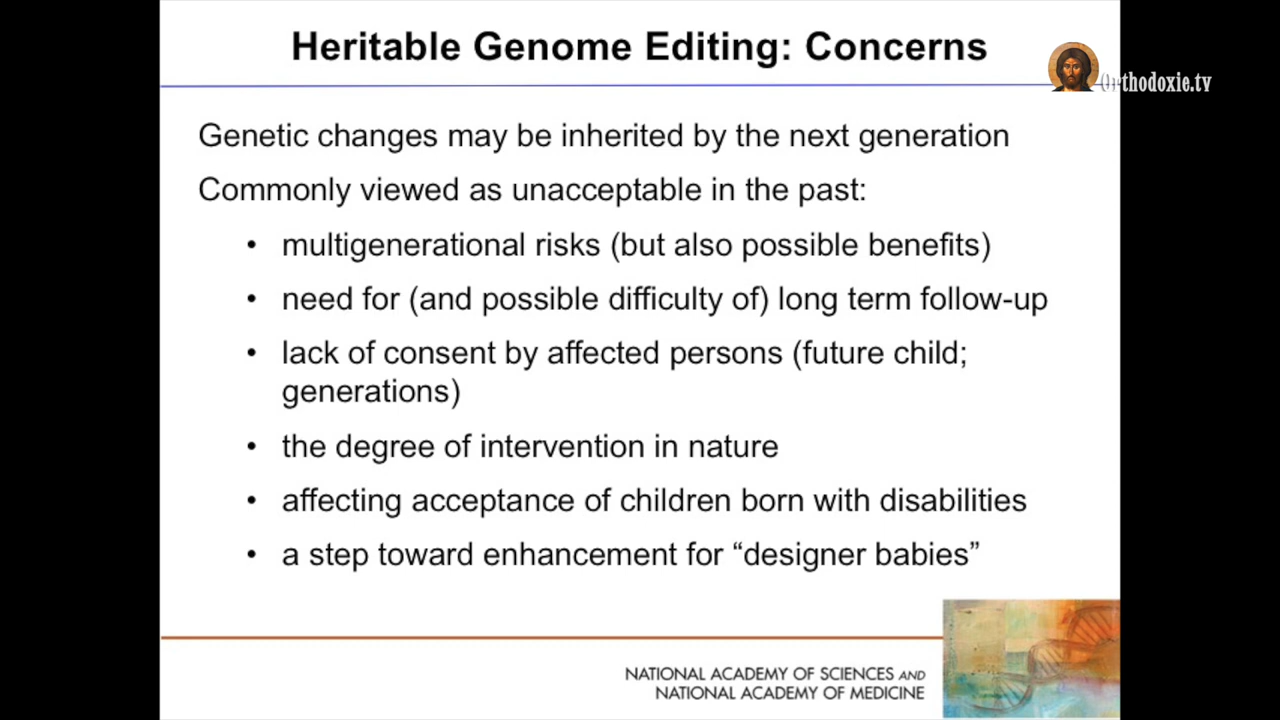 Heritable Genome Editing: Concerns
Orthodoxie.tv
Genetic changes may be inherited by the next generation
Commonly viewed as unacceptable in the past:
• multigenerational risks (but also possible benefits)
• need for (and possible difficulty of) long term follow-up
• lack of consent by affected persons (future child;
generations)
• the degree of intervention in nature
• affecting acceptance of children born with disabilities
• a step toward enhancement for “designer babies”
NATIONAL ACADEMY OF SCIENCES AND
NATIONAL ACADEMY OF MEDICINE